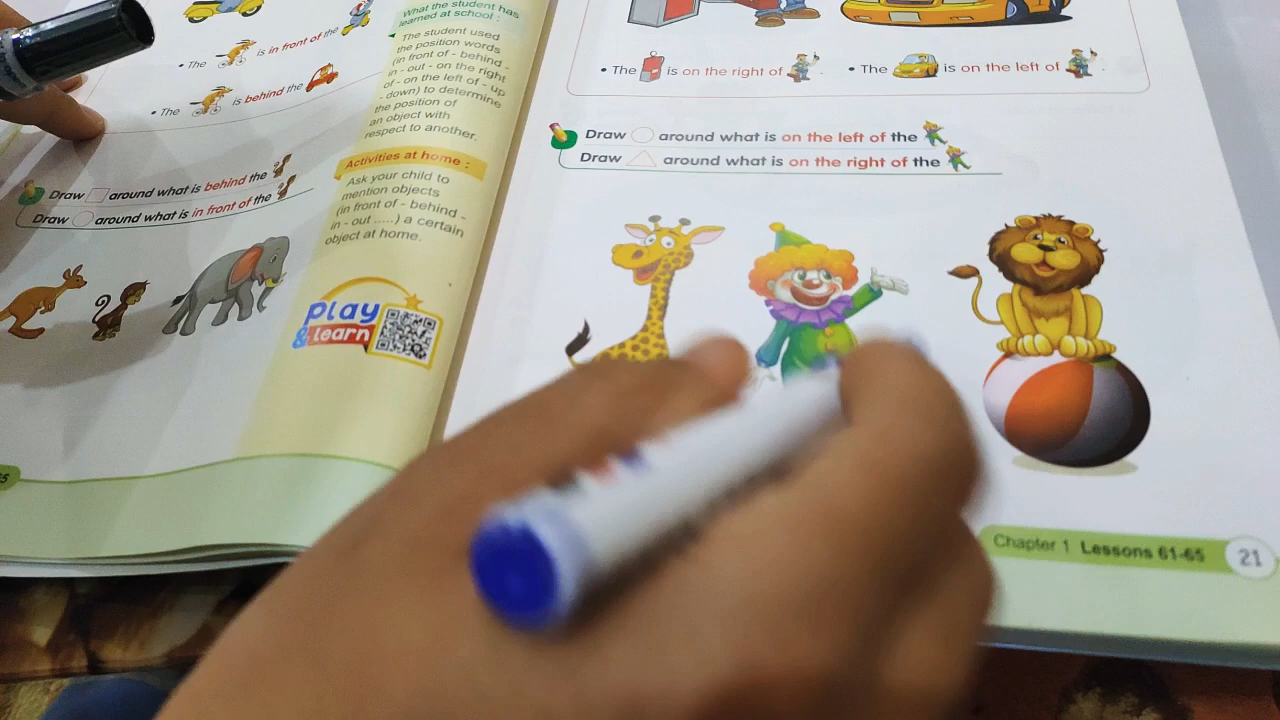 • The is in front of the
• The is behind the
Draw around what is behind the
Draw around what is in front of the
What the student has
learned at school :
The student used
the position words
(in front of - behind -
in - out - on the right
of - on the left of - up
- down) to determine
the position of
an object with
respect to another.
Activities at home :
Ask your child to
mention objects
(in front of - behind -
in - out .....) a certain
object at home.
play
& learn
• The is on the right of .
• The is on the left of .
Draw around what is on the left of the
Draw around what is on the right of the
Chapter 1 Lessons 61-65 21